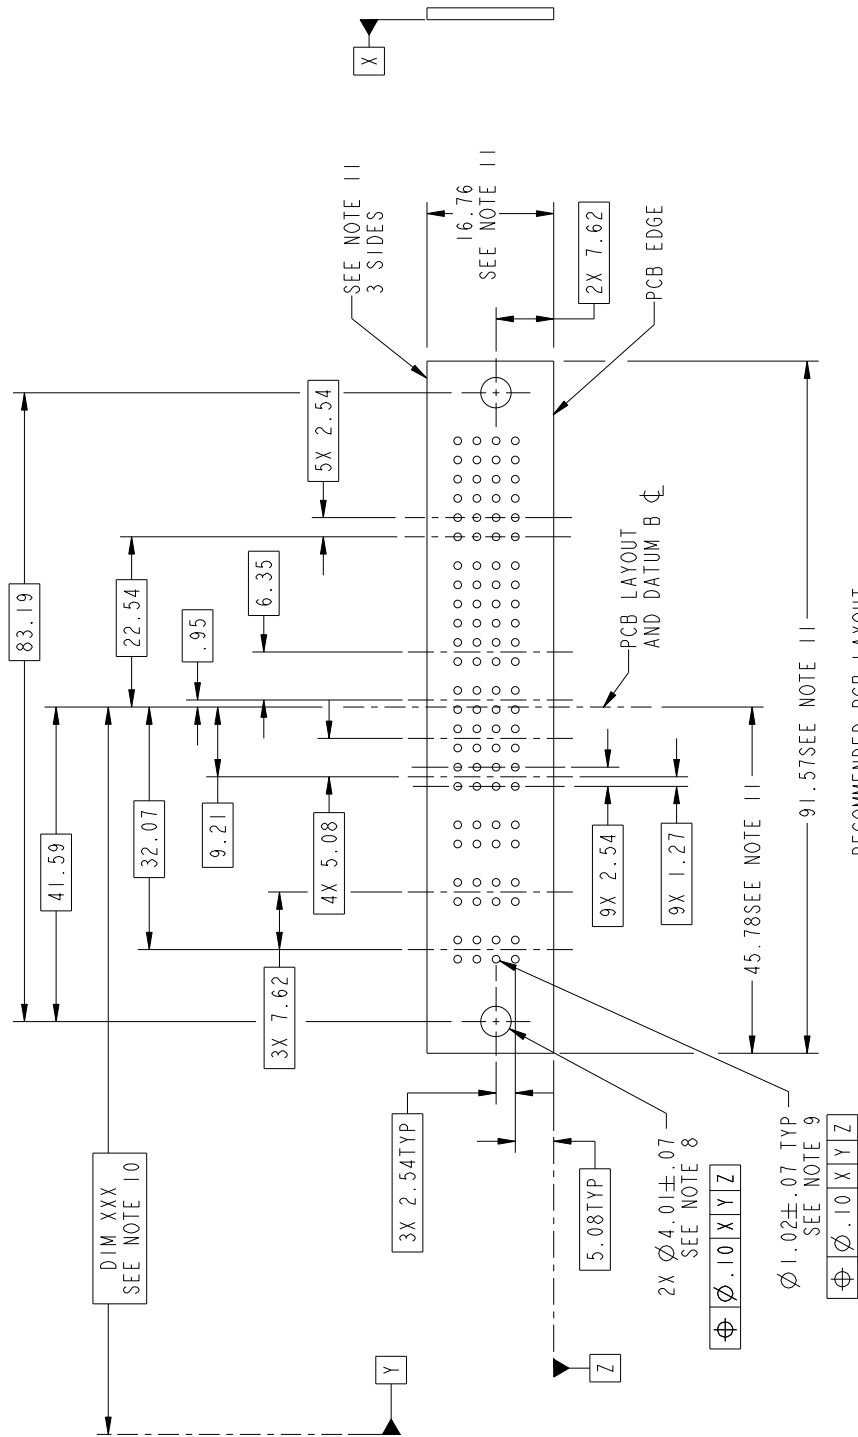 X
SEE NOTE 11
3 SIDES
16.76
SEE NOTE 11
2X 7.62
PCB EDGE
5X 2.54
83.19
22.54
.95
6.35
PCB LAYOUT
AND DATUM B ℄
41.59
32.07
9.21
4X 5.08
3X 7.62
9X 2.54
9X 1.27
45.78SEE NOTE 11
91.57SEE NOTE 11
RECOMMENDED PCB LAYOUT
DIM XXX
SEE NOTE 10
3X 2.54TYP
5.08TYP
2X Ø4.01±.07
SEE NOTE 8
⌖ Ø.10 X Y Z
Ø1.02±.07 TYP
SEE NOTE 9
⌖ Ø.10 X Y Z
Y
Z